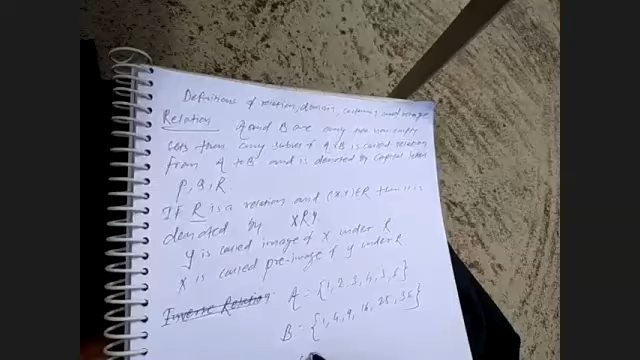 Definitions of relation, domain, codomain and range
Relation A and B are any two non empty
sets then any subset of AXB is called relation
from A to B and is denoted by capital letters
P, Q, R
If R is a relation and (x,y)∈R then it is
denoted by xRy
y is called image of x under R
x is called pre-image of y under R
Inverse Relation A = {1, 2, 3, 4, 5, 6}
B = {1, 4, 9, 16, 25, 36}